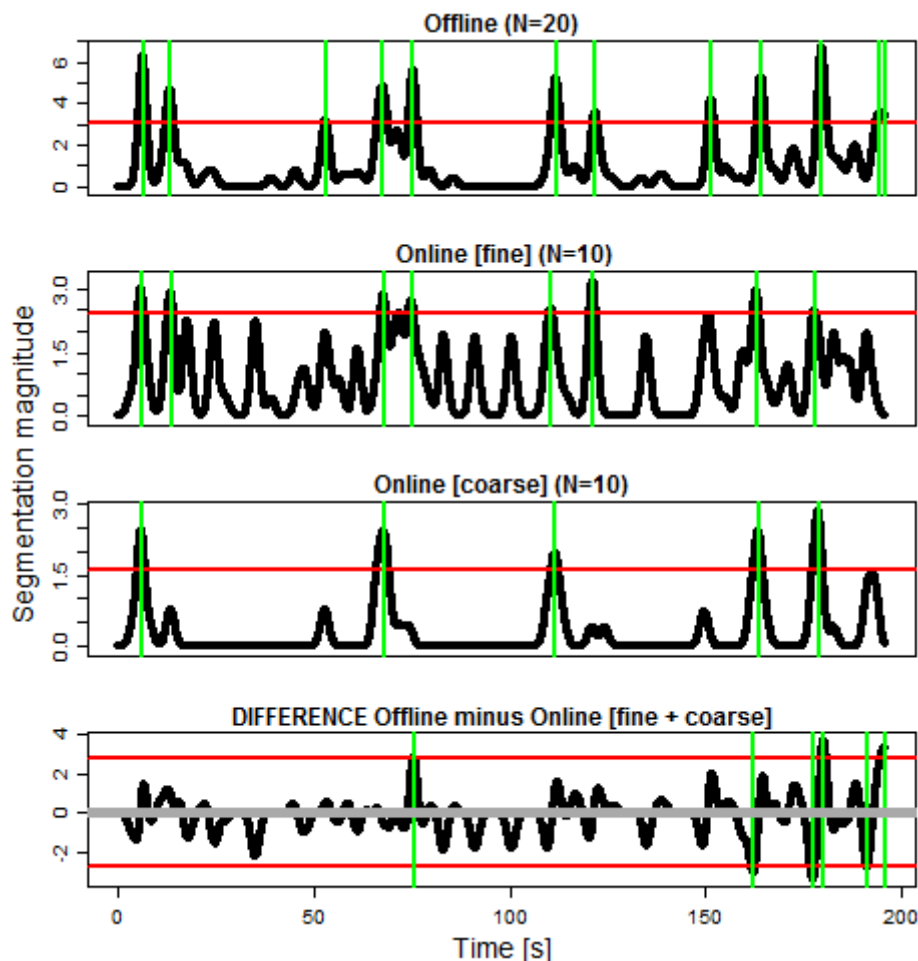 Offline (N=20)
6
4
2
0
Online [fine] (N=10)
3.0
1.5
0.0
Online [coarse] (N=10)
3.0
1.5
0.0
Segmentation magnitude
DIFFERENCE Offline minus Online [fine + coarse]
4
2
0
-2
0 50 100 150 200
Time [s]